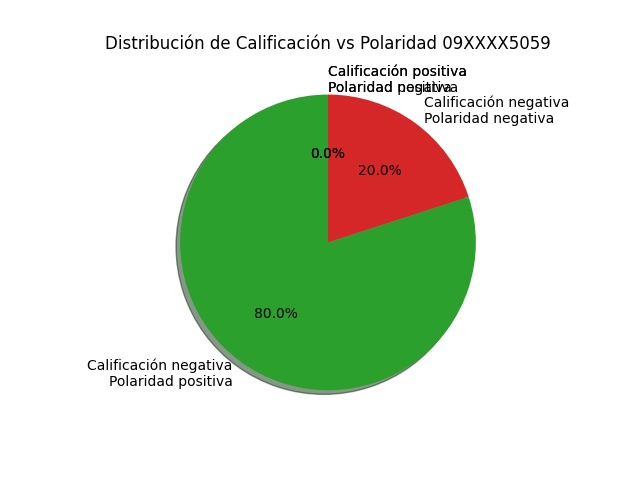 Distribución de Calificación vs Polaridad 09XXXX5059
Calificación positiva
Polaridad
Calificación negativa
Polaridad negativa
0.0%
20.0%
80.0%
Calificación negativa
Polaridad positiva